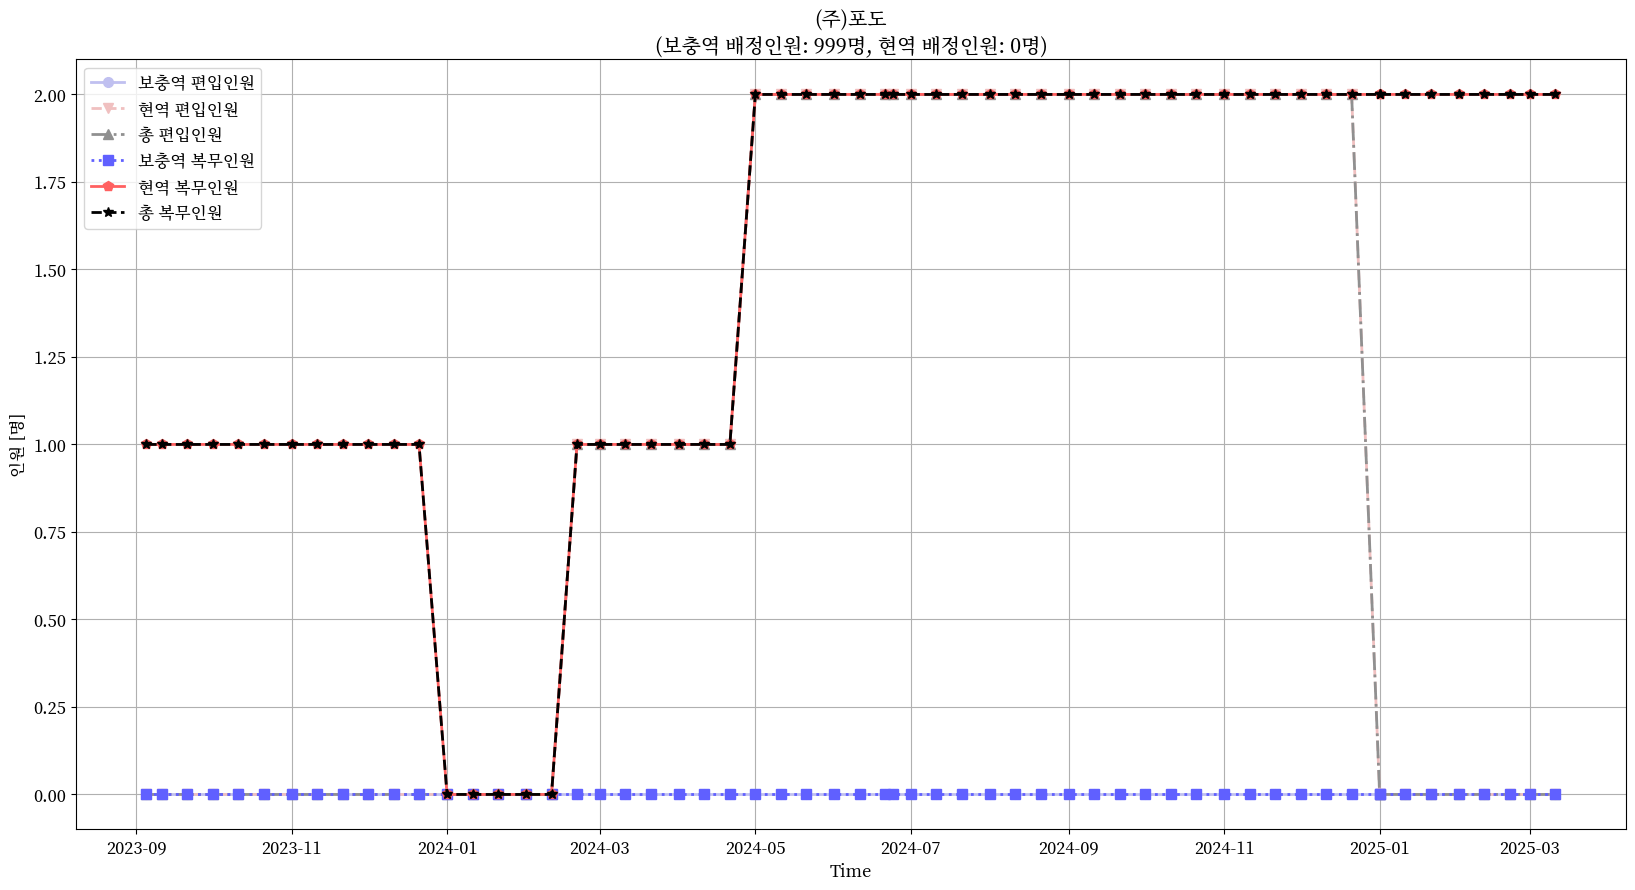 (주)포도
(보충역 배정인원: 999명, 현역 배정인원: 0명)
보충역 편입인원
현역 편입인원
총 편입인원
보충역 복무인원
현역 복무인원
총 복무인원
2.00
1.75
1.50
1.25
1.00
0.75
0.50
0.25
0.00
인원 [명]
2023-09 2023-11 2024-01 2024-03 2024-05 2024-07 2024-09 2024-11 2025-01 2025-03
Time